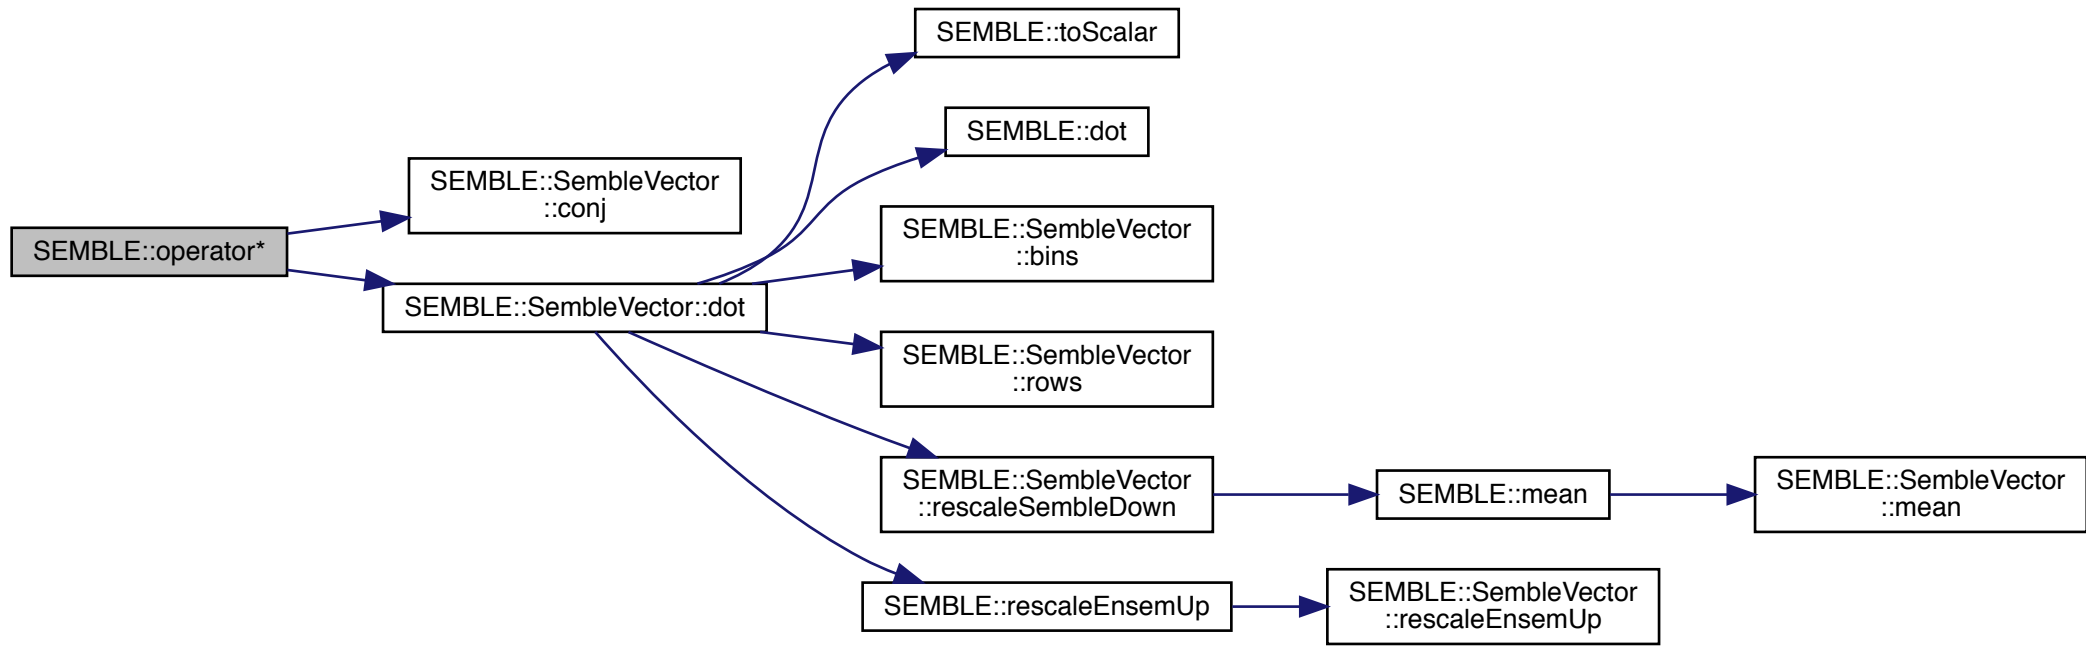 SEMBLE::operator*
SEMBLE::SembleVector
::conj
SEMBLE::SembleVector::dot
SEMBLE::toScalar
SEMBLE::dot
SEMBLE::SembleVector
::bins
SEMBLE::SembleVector
::rows
SEMBLE::SembleVector
::rescaleSembleDown
SEMBLE::mean
SEMBLE::SembleVector
::mean
SEMBLE::rescaleEnsemUp
SEMBLE::SembleVector
::rescaleEnsemUp